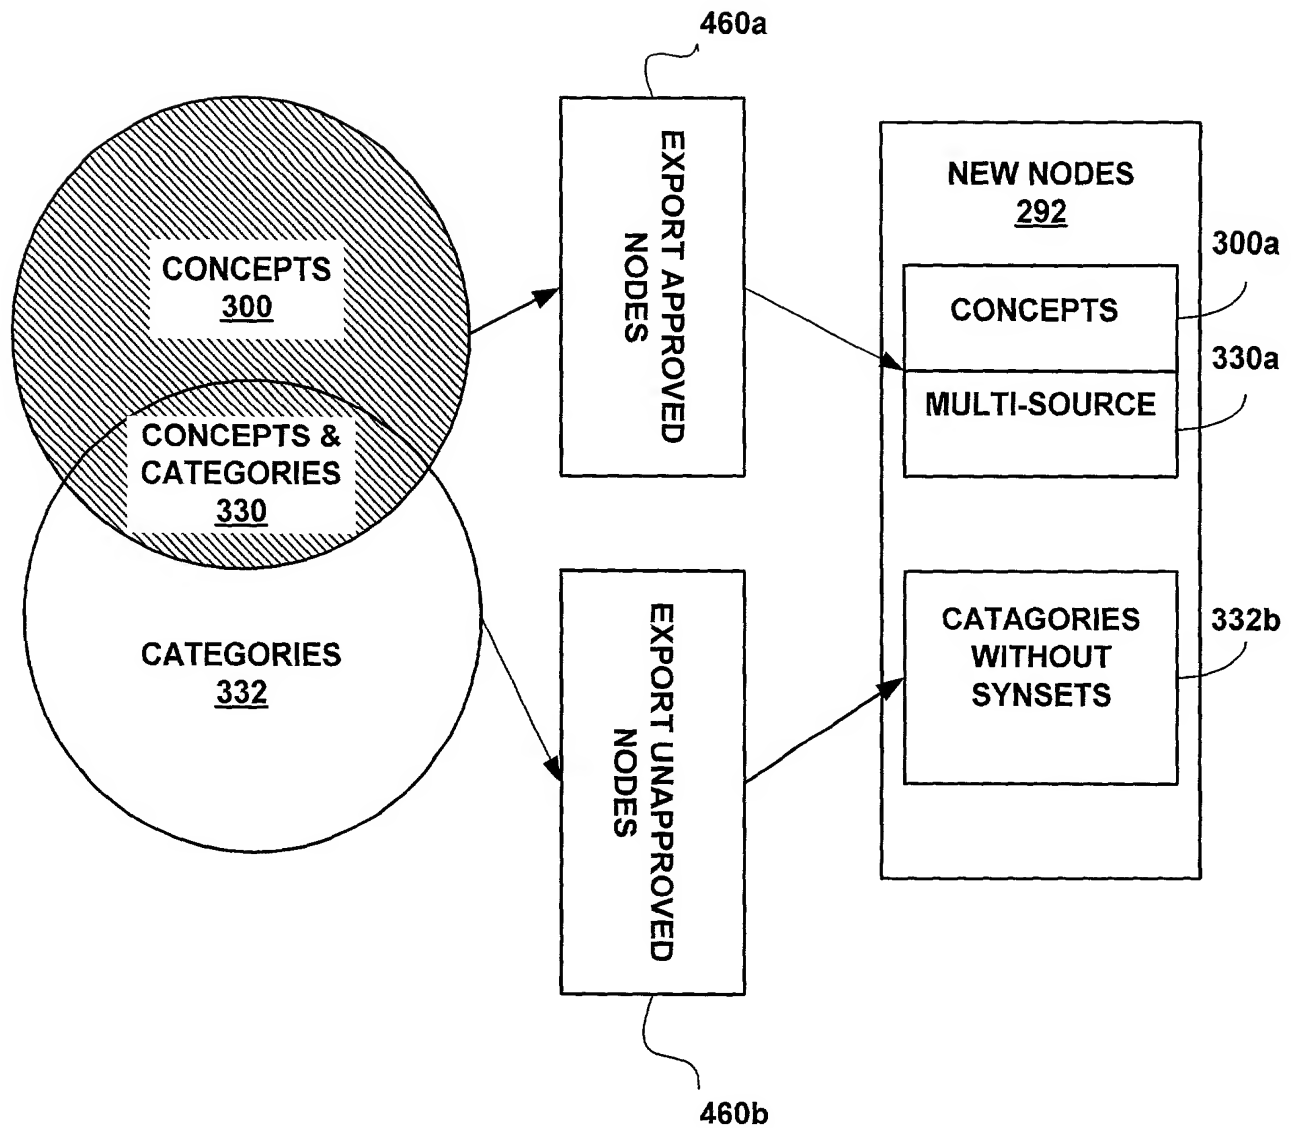 460a
CONCEPTS
300
CONCEPTS &
CATEGORIES
330
CATEGORIES
332
EXPORT APPROVED
NODES
EXPORT UNAPPROVED
NODES
460b
NEW NODES
292
300a
CONCEPTS
330a
MULTI-SOURCE
CATAGORIES
WITHOUT
SYNSETS
332b